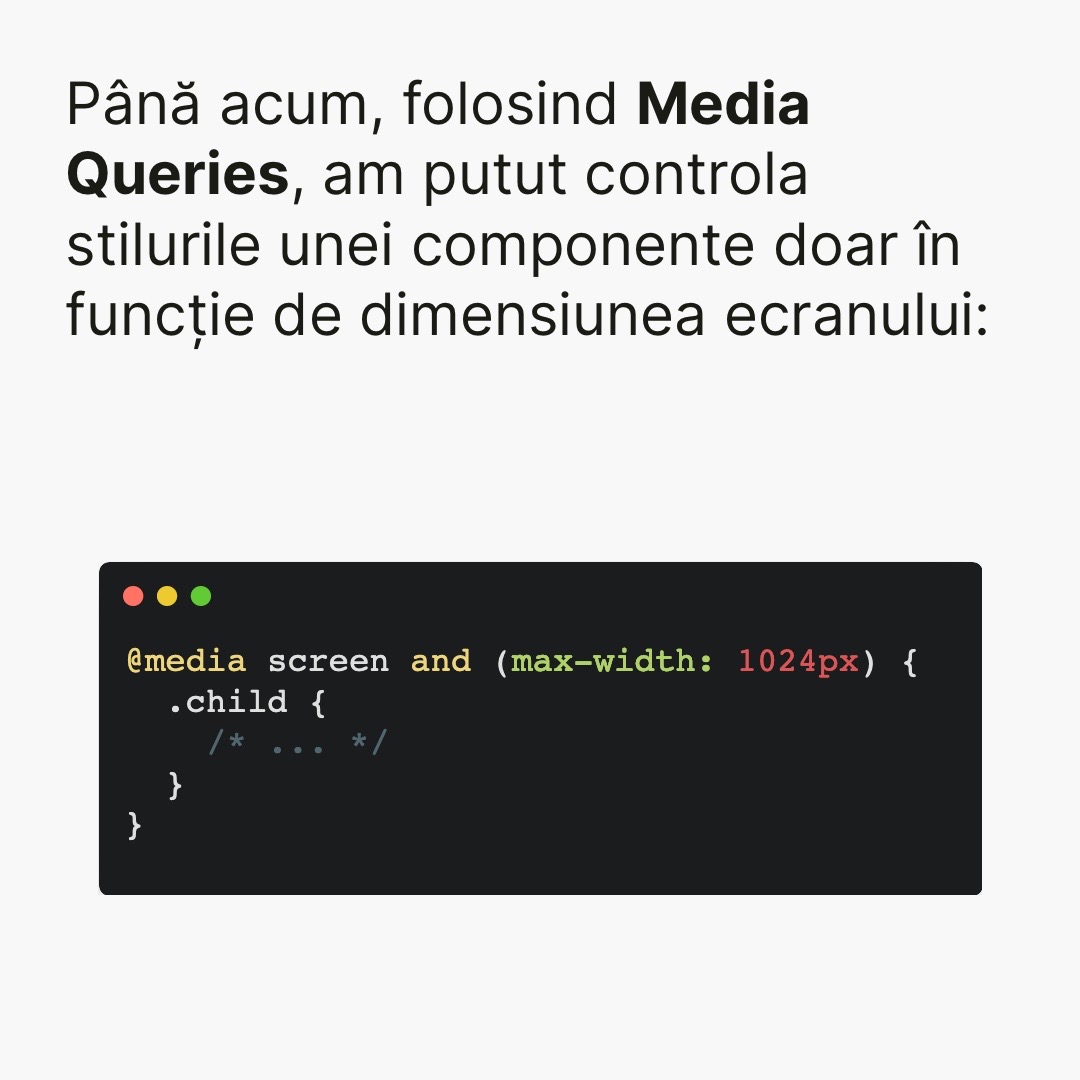 Până acum, folosind Media
Queries, am putut controla
stilurile unei componente doar în
funcție de dimensiunea ecranului:
@media screen and (max-width: 1024px) {
  .child {
    /* ... */
  }
}